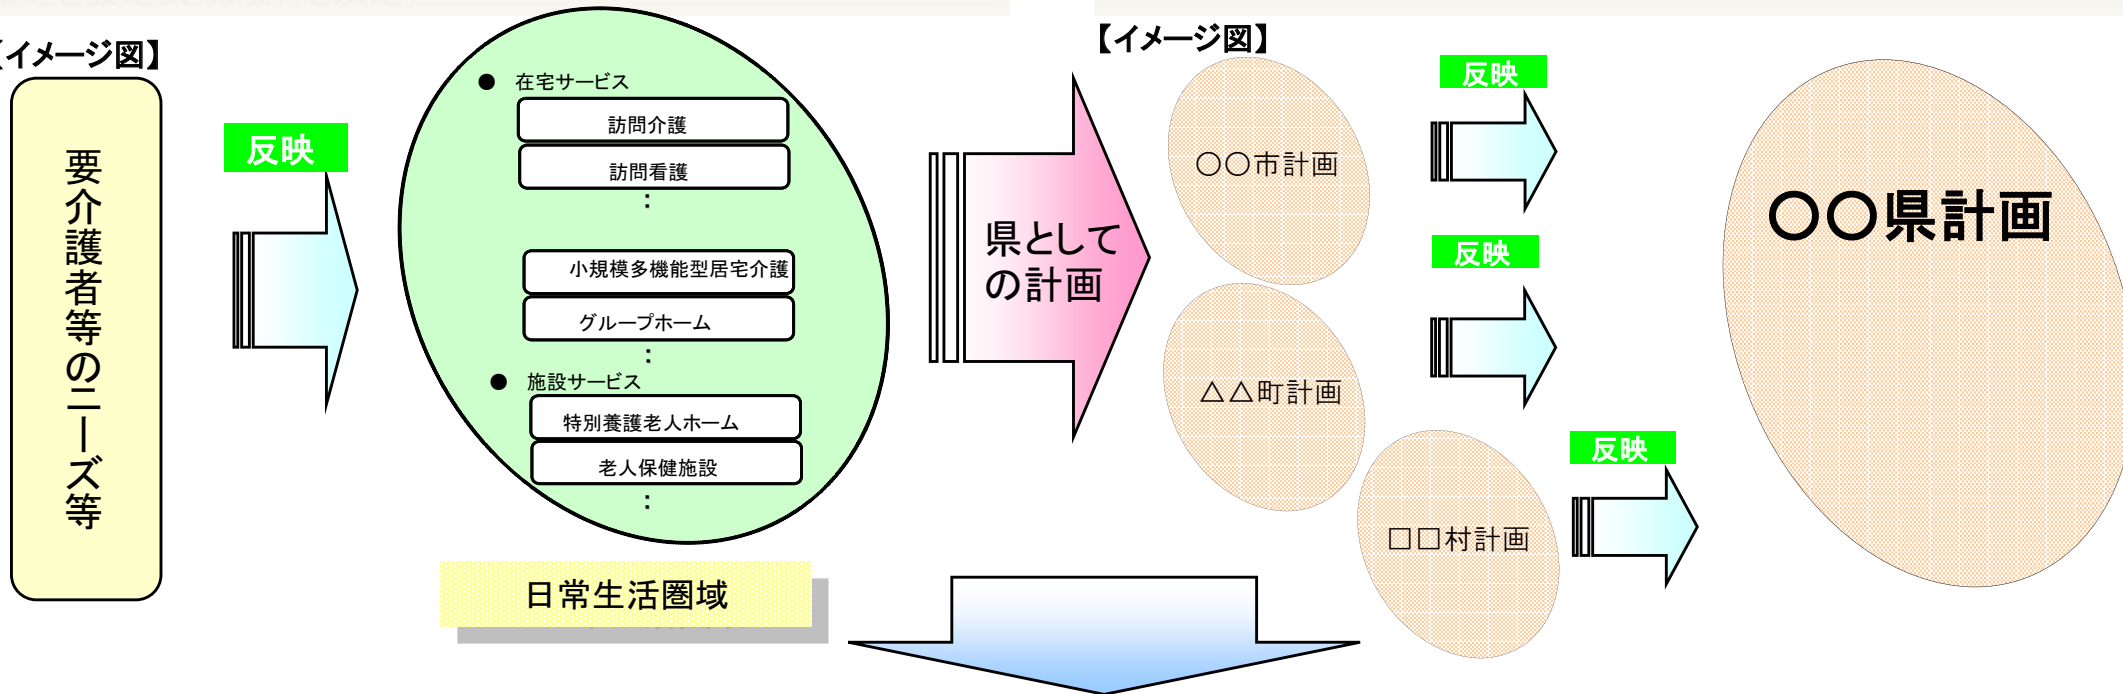 【イメージ図】
要介護者等のニーズ等
反映
● 在宅サービス
訪問介護
訪問看護
：
小規模多機能型居宅介護
グループホーム
：
● 施設サービス
特別養護老人ホーム
老人保健施設
：
日常生活圏域
県として
の計画
【イメージ図】
〇〇市計画
反映
△△町計画
反映
□□村計画
反映
〇〇県計画